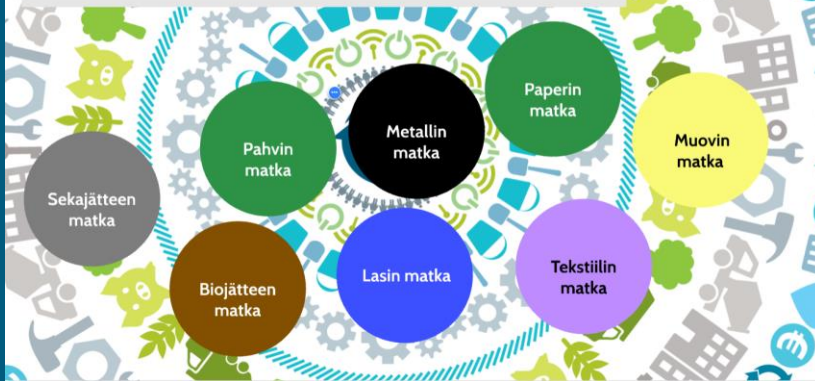 Sekajätteen
matka
Pahvin
matka
Biojätteen
matka
Metallin
matka
Lasin matka
Paperin
matka
Tekstiilin
matka
Muovin
matka